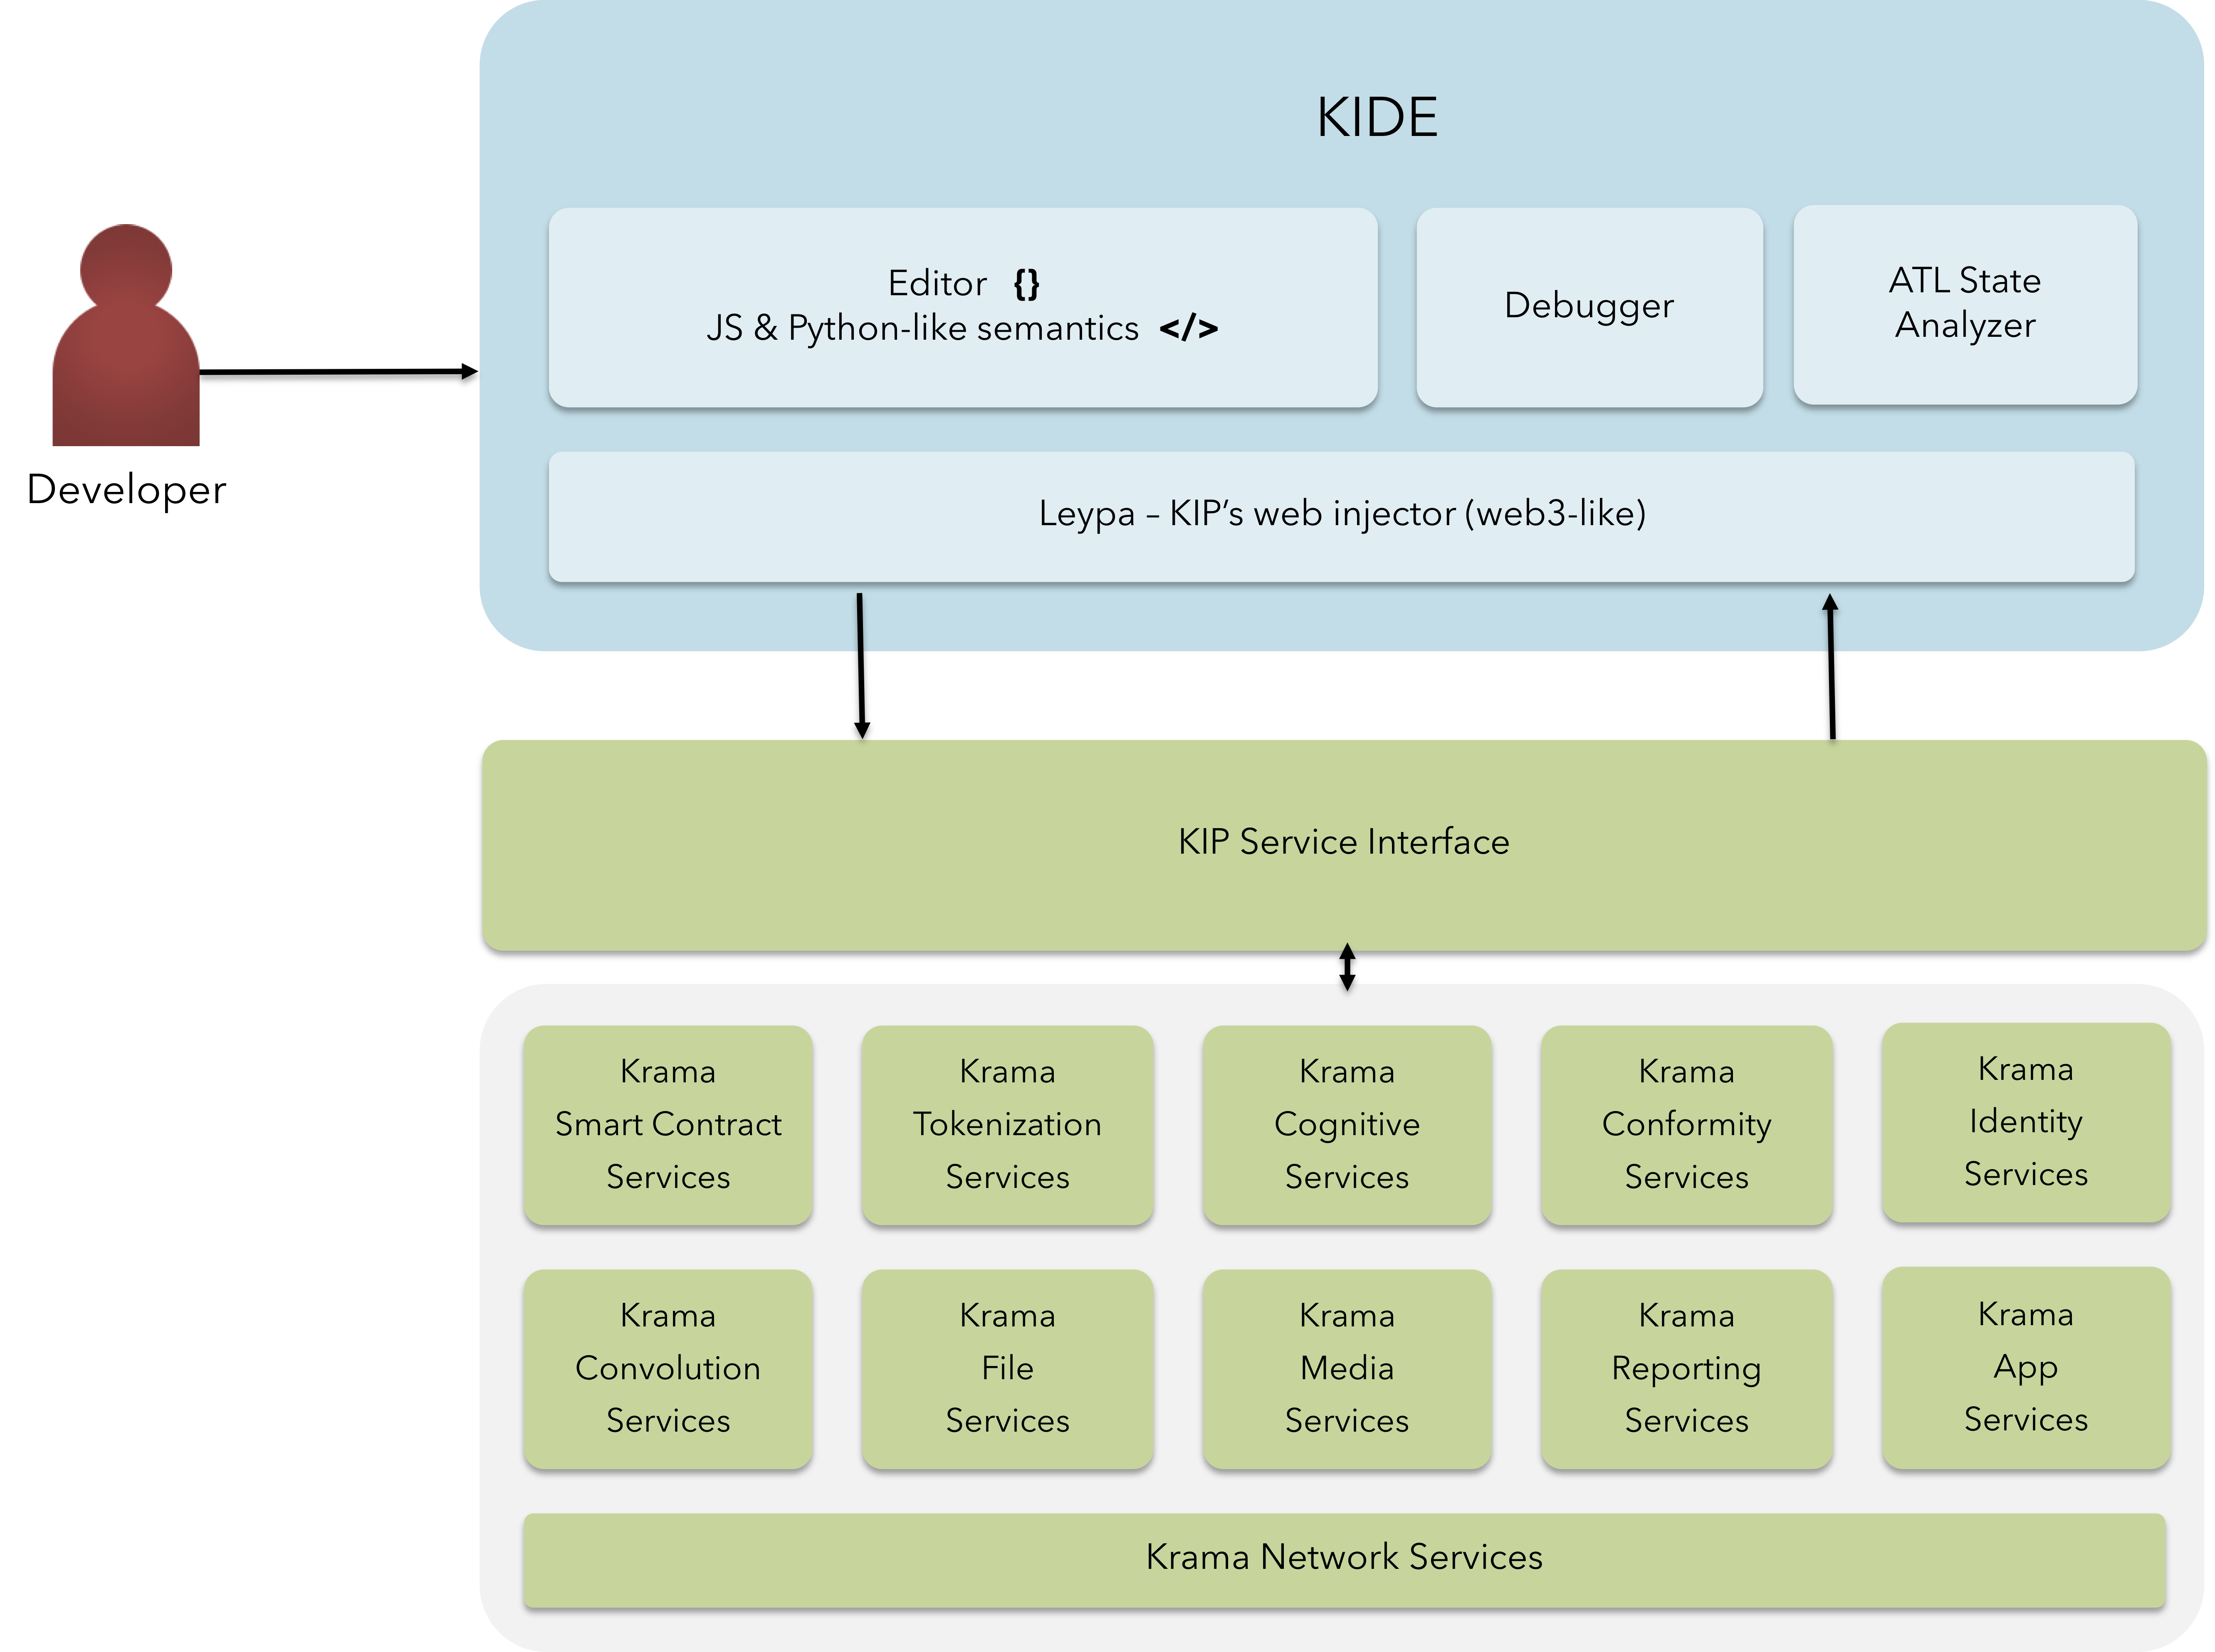 KIDE
Editor {}
JS & Python-like semantics </>
Debugger
ATL State
Analyzer
Developer
Leypa – KIP’s web injector (web3-like)
KIP Service Interface
Krama
Smart Contract
Services
Krama
Tokenization
Services
Krama
Cognitive
Services
Krama
Conformity
Services
Krama
Identity
Services
Krama
Convolution
Services
Krama
File
Services
Krama
Media
Services
Krama
Reporting
Services
Krama
App
Services
Krama Network Services